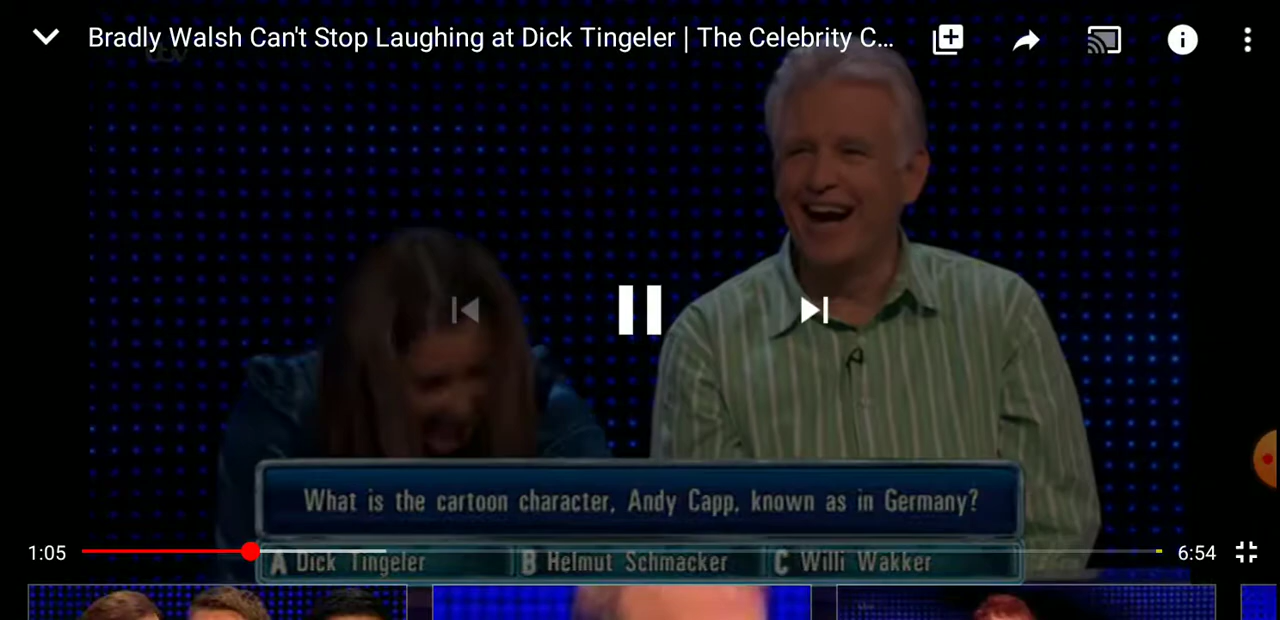 Bradly Walsh Can't Stop Laughing at Dick Tingeler | The Celebrity C...
itv
What is the cartoon character, Andy Capp, known as in Germany?
1:05
6:54
A Dick Tingeler
B Helmut Schmacker
C Willi Wakker